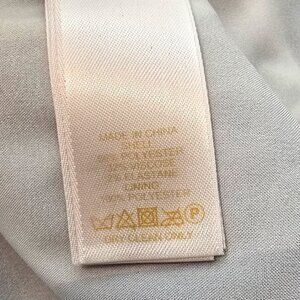 MADE IN CHINA
SHELL
POLYESTER
VISCOSE
ELASTANE
LINING
100% POLYESTER
P
DRY CLEAN ONLY